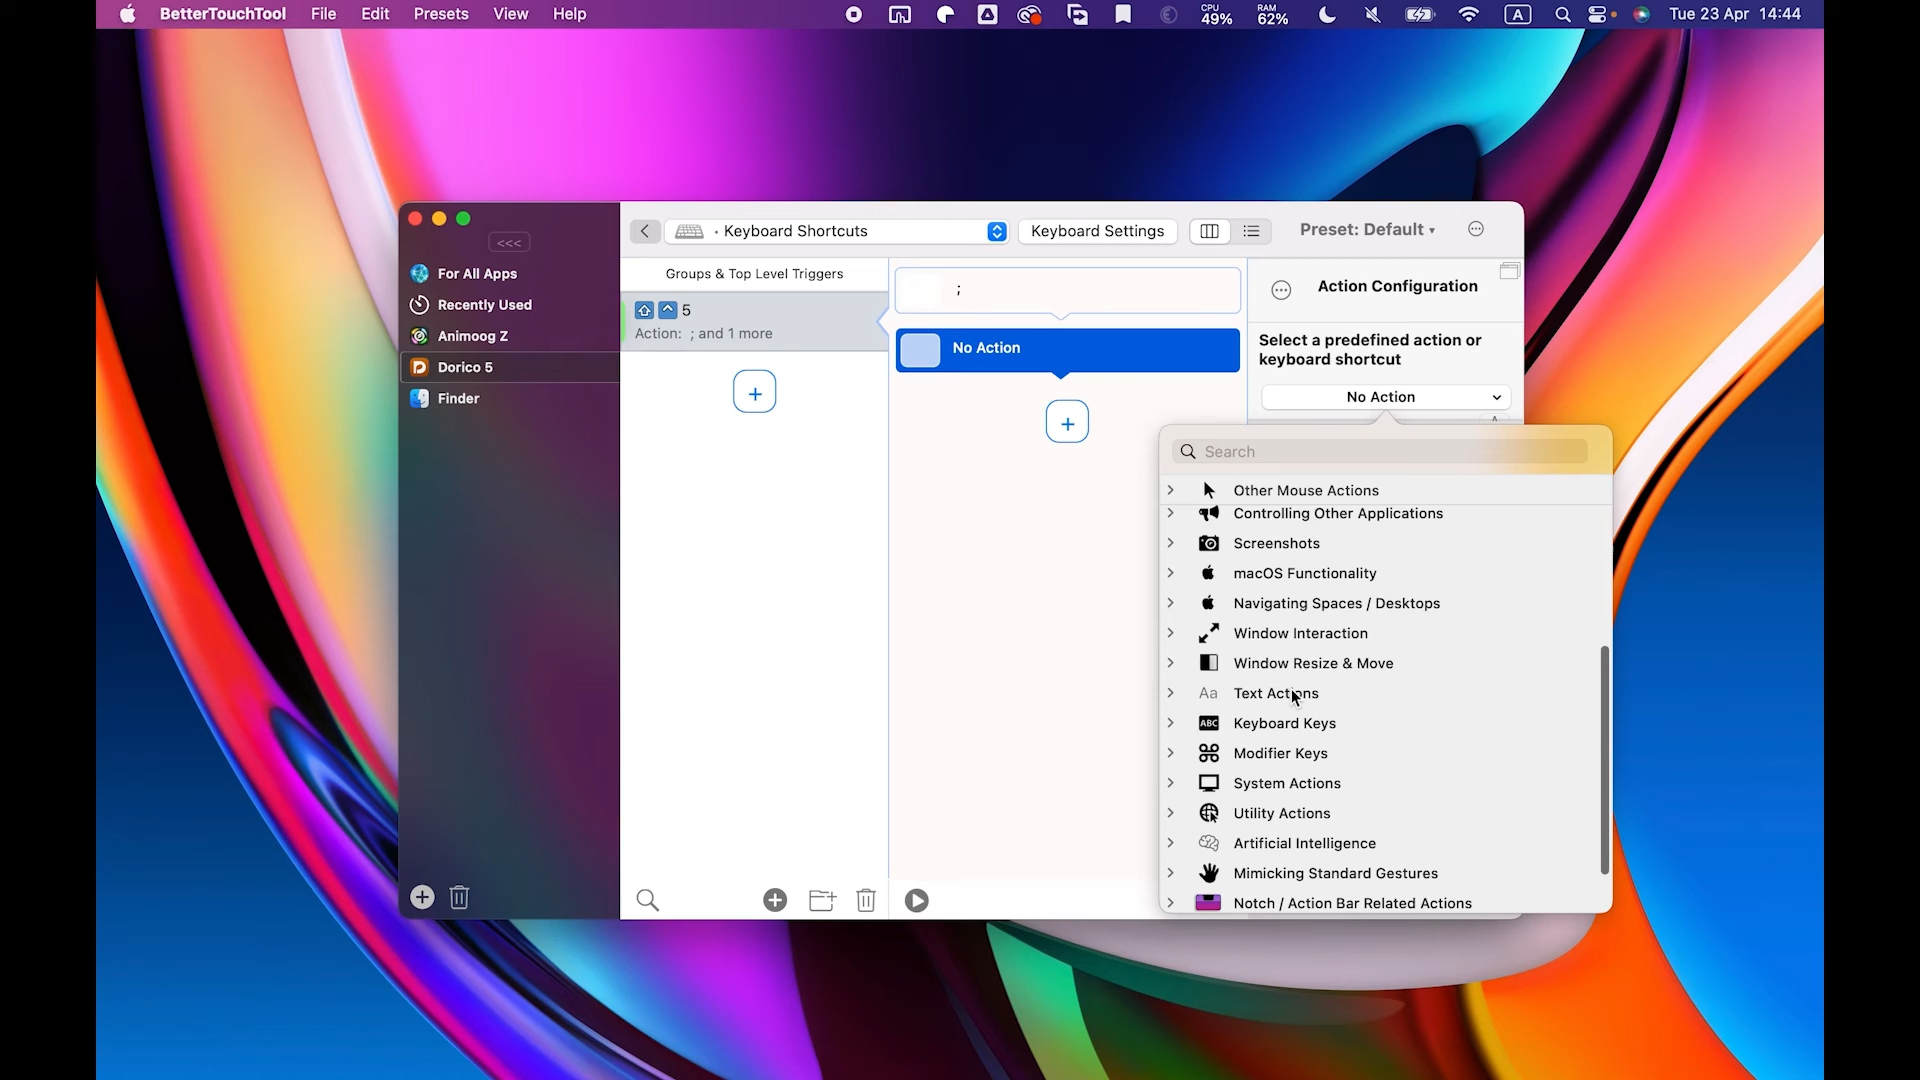 BetterTouchTool File Edit Presets View Help CPU 49% RAM 62% A Tue 23 Apr 14:44
<<<
For All Apps
Recently Used
Animoog Z
Dorico 5
Finder
· Keyboard Shortcuts
Keyboard Settings
Preset: Default
Groups & Top Level Triggers
5
Action: ; and 1 more
;
No Action
Action Configuration
Select a predefined action or
keyboard shortcut
No Action
Search
Other Mouse Actions
Controlling Other Applications
Screenshots
macOS Functionality
Navigating Spaces / Desktops
Window Interaction
Window Resize & Move
Aa Text Actions
ABC Keyboard Keys
Modifier Keys
System Actions
Utility Actions
Artificial Intelligence
Mimicking Standard Gestures
Notch / Action Bar Related Actions